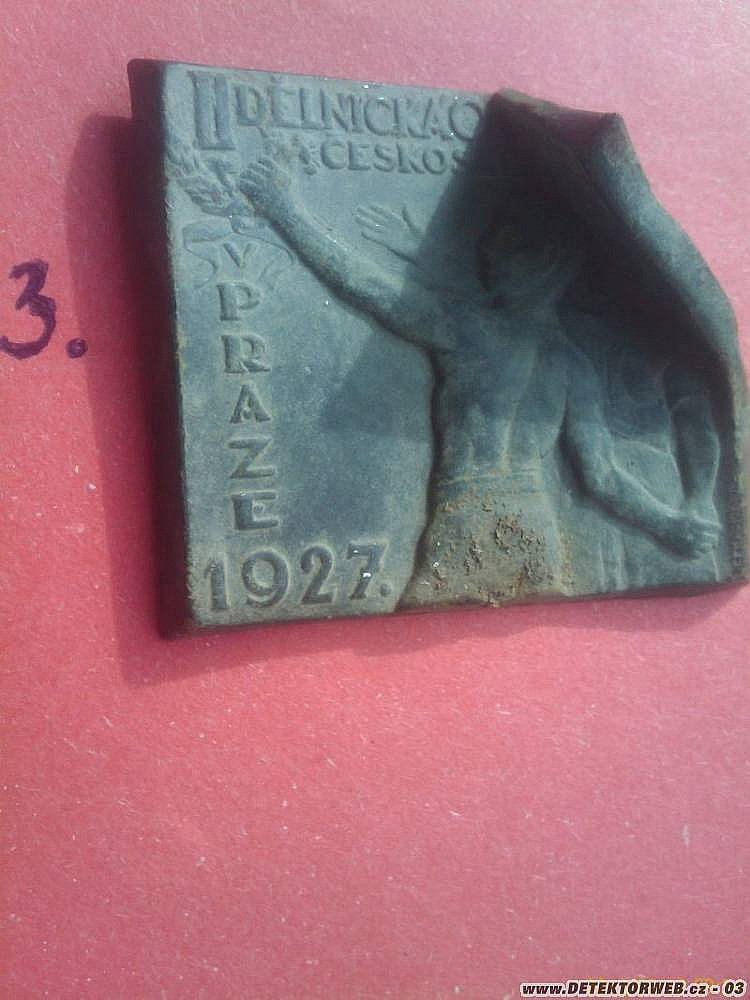 II DĚLNICKÁ O
ČESKOS
V
PRAZE
1927.
3.
www.DETEKTORWEB.cz - 03